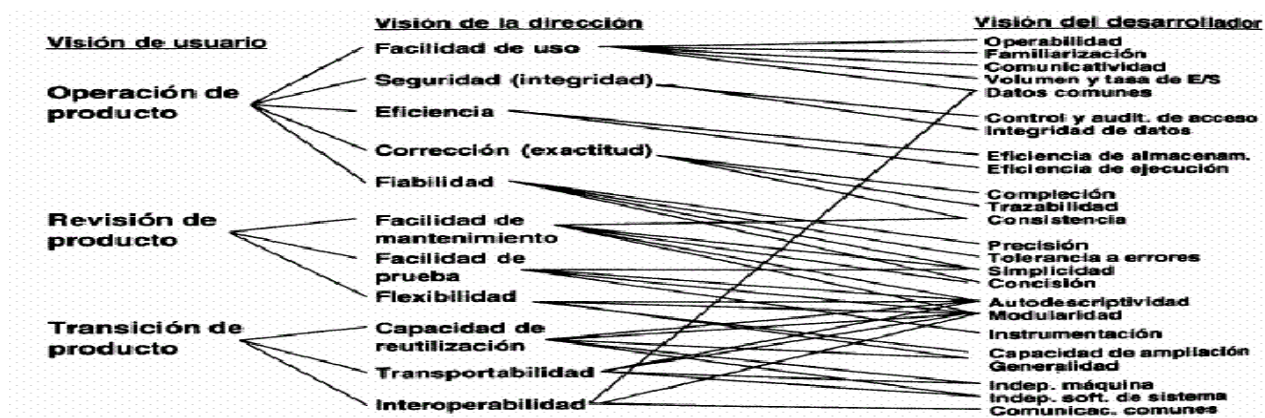 Visión de usuario
Operación de
producto
Revisión de
producto
Transición de
producto
Visión de la dirección
Facilidad de uso
Seguridad (integridad)
Eficiencia
Corrección (exactitud)
Fiabilidad
Facilidad de
mantenimiento
Facilidad de
prueba
Flexibilidad
Capacidad de
reutilización
Transportabilidad
Interoperabilidad
Visión del desarrollador
Operabilidad
Familiarización
Comunicatividad
Volumen y tasa de E/S
Datos comunes
Control y audit. de acceso
Integridad de datos
Eficiencia de almacenam.
Eficiencia de ejecución
Compleción
Trazabilidad
Consistencia
Precisión
Tolerancia a errores
Simplicidad
Concisión
Autodescriptividad
Modularidad
Instrumentación
Capacidad de ampliación
Generalidad
Indep. máquina
Indep. soft. de sistema
Comunicac. comunes